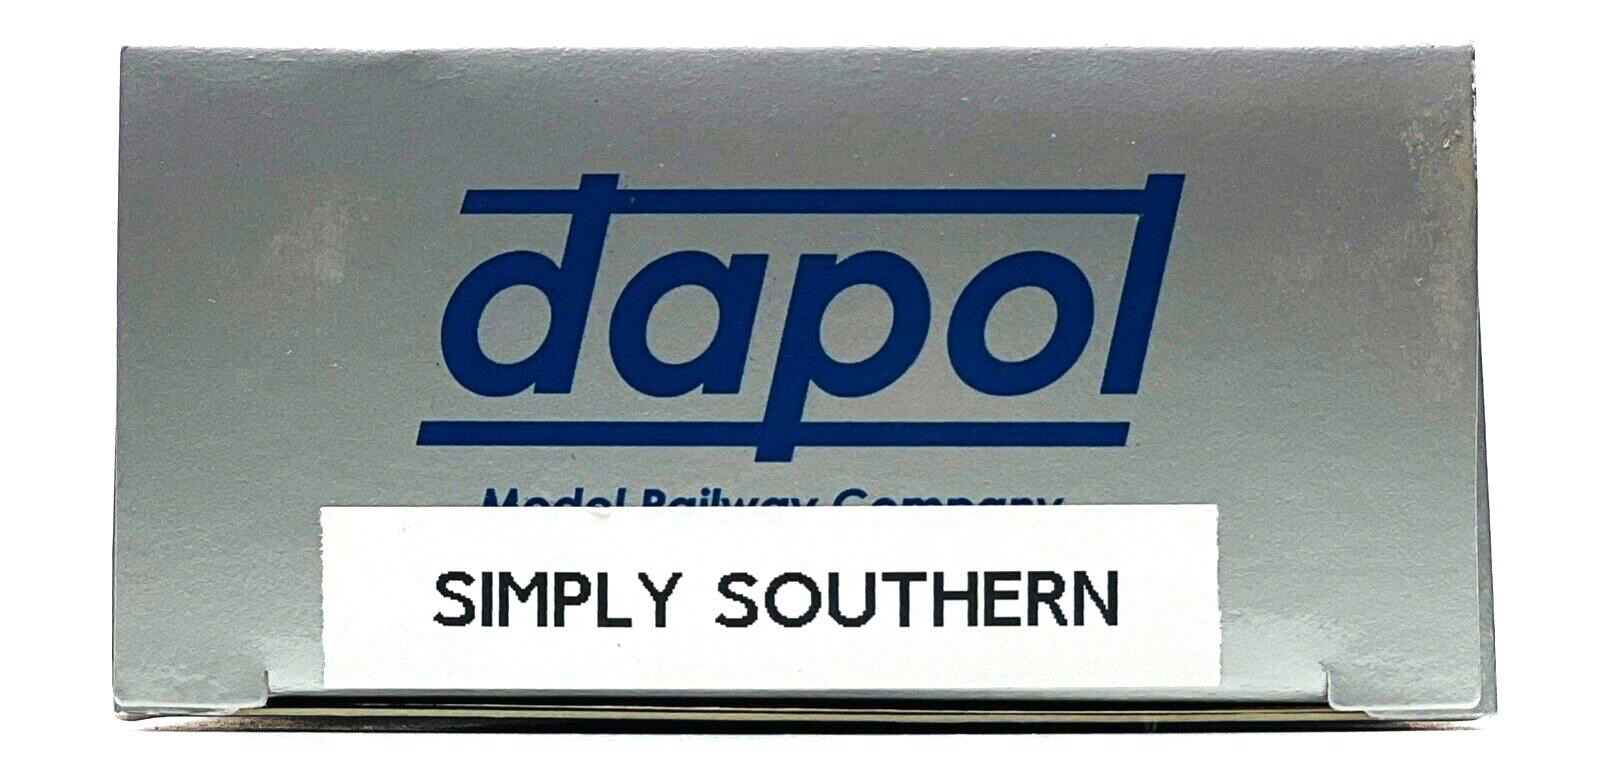 dapol
Model Railway Company
SIMPLY SOUTHERN